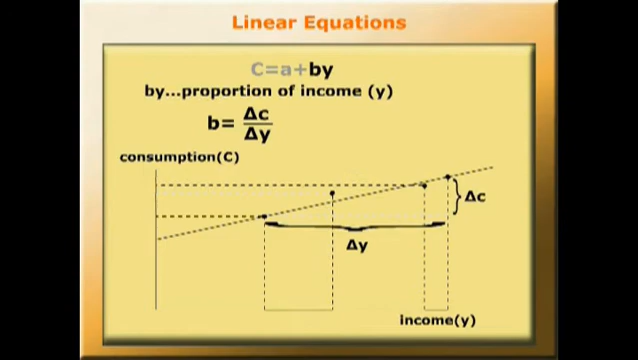 Linear Equations
C=a+by
by...proportion of income (y)
b= Δc
Δy
consumption(C)
Δc
Δy
income(y)